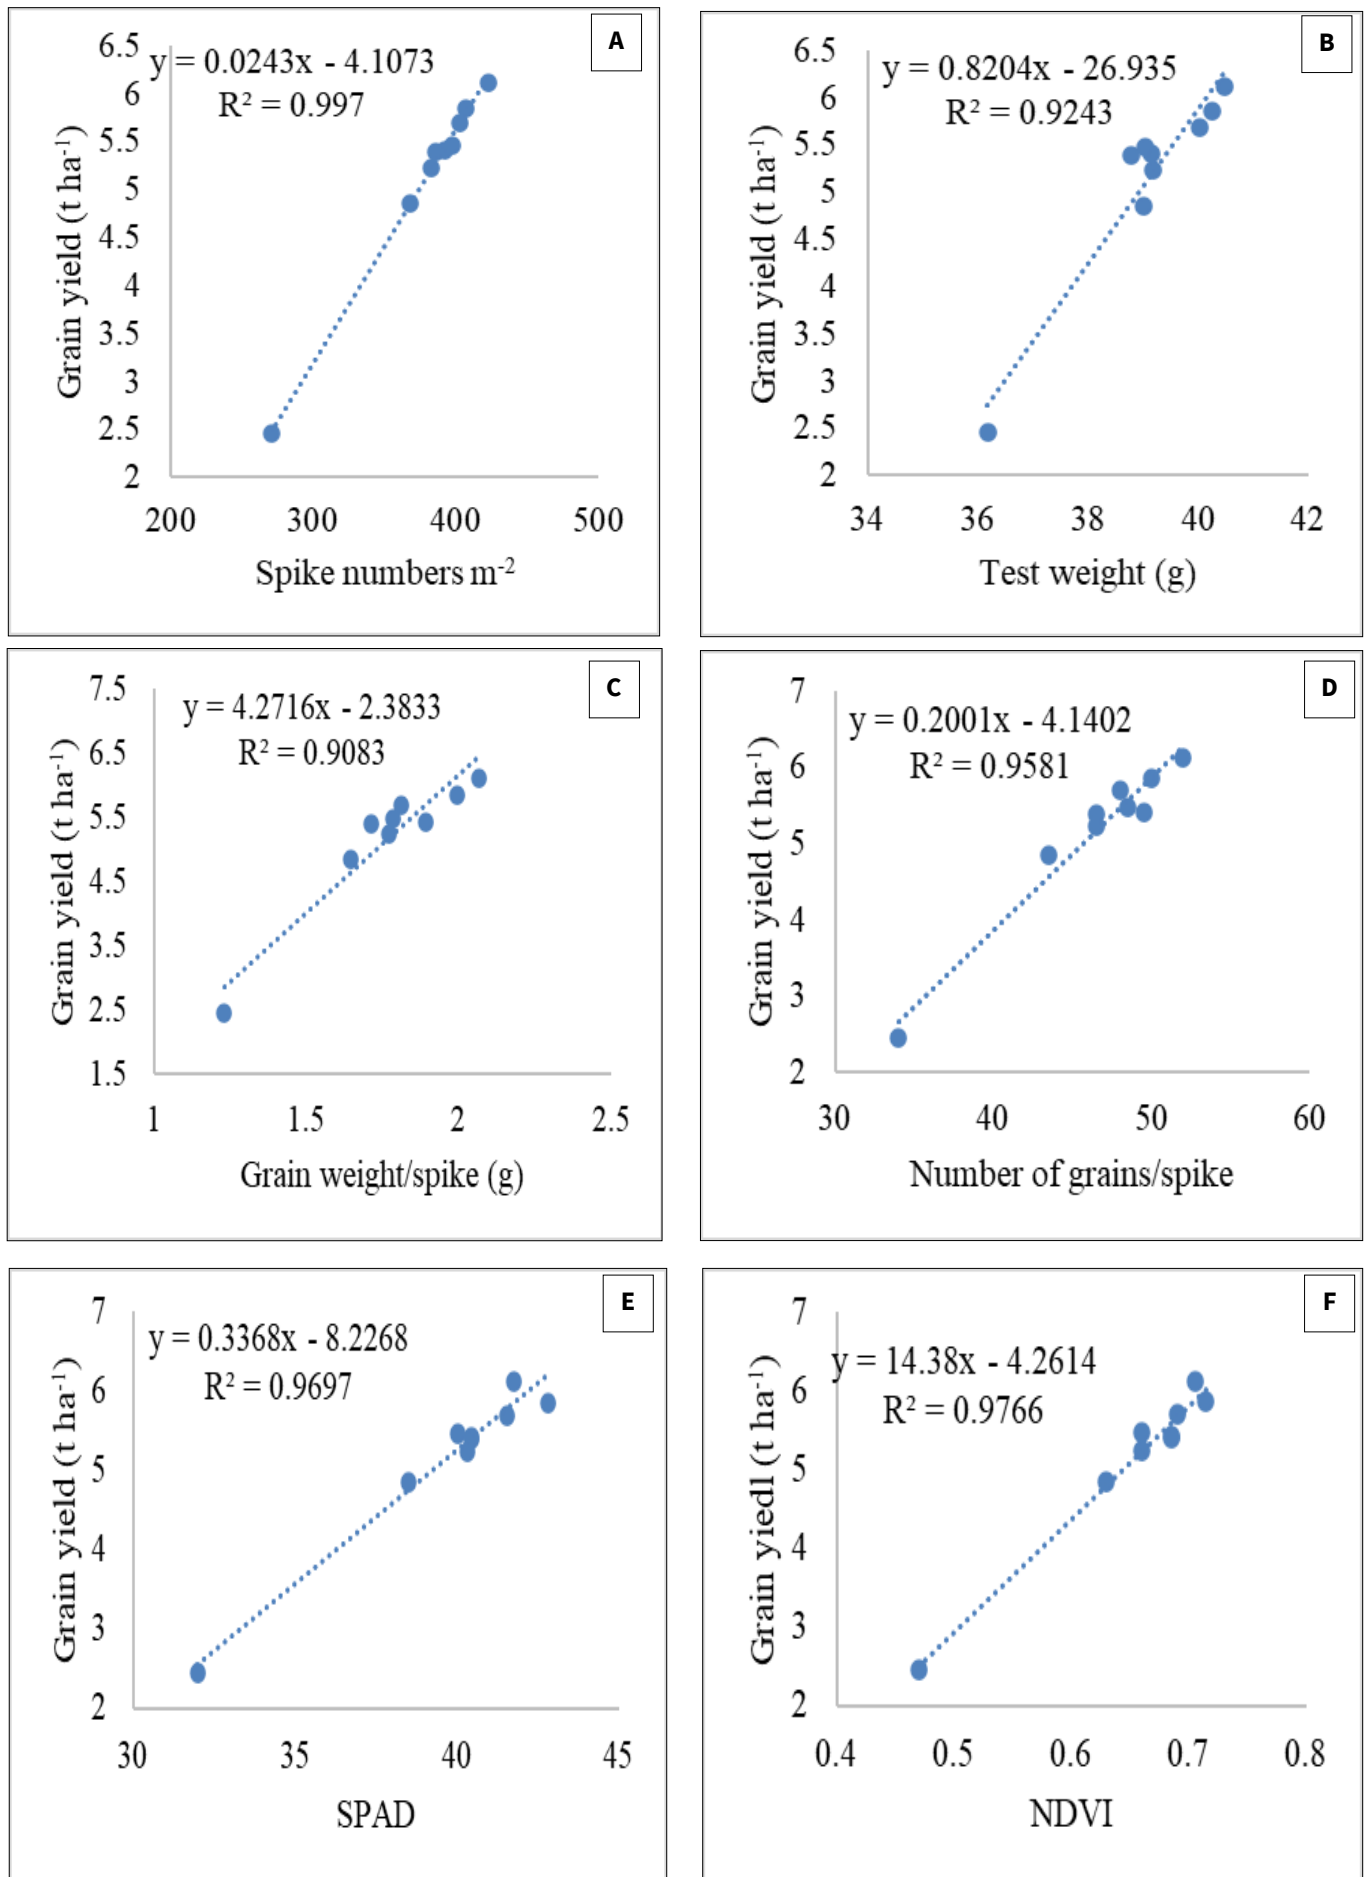 A
y = 0.0243x - 4.1073
R² = 0.997
Grain yield (t ha⁻¹)
6.5
6
5.5
5
4.5
4
3.5
3
2.5
2
200 300 400 500
Spike numbers m⁻²
B
y = 0.8204x - 26.935
R² = 0.9243
Grain yield (t ha⁻¹)
6.5
6
5.5
5
4.5
4
3.5
3
2.5
2
34 36 38 40 42
Test weight (g)
C
y = 4.2716x - 2.3833
R² = 0.9083
Grain yield (t ha⁻¹)
7.5
6.5
5.5
4.5
3.5
2.5
1.5
1 1.5 2 2.5
Grain weight/spike (g)
D
y = 0.2001x - 4.1402
R² = 0.9581
Grain yield (t ha⁻¹)
7
6
5
4
3
2
30 40 50 60
Number of grains/spike
E
y = 0.3368x - 8.2268
R² = 0.9697
Grain yield (t ha⁻¹)
7
6
5
4
3
2
30 35 40 45
SPAD
F
y = 14.38x - 4.2614
R² = 0.9766
Grain yiedl (t ha⁻¹)
7
6
5
4
3
2
0.4 0.5 0.6 0.7 0.8
NDVI